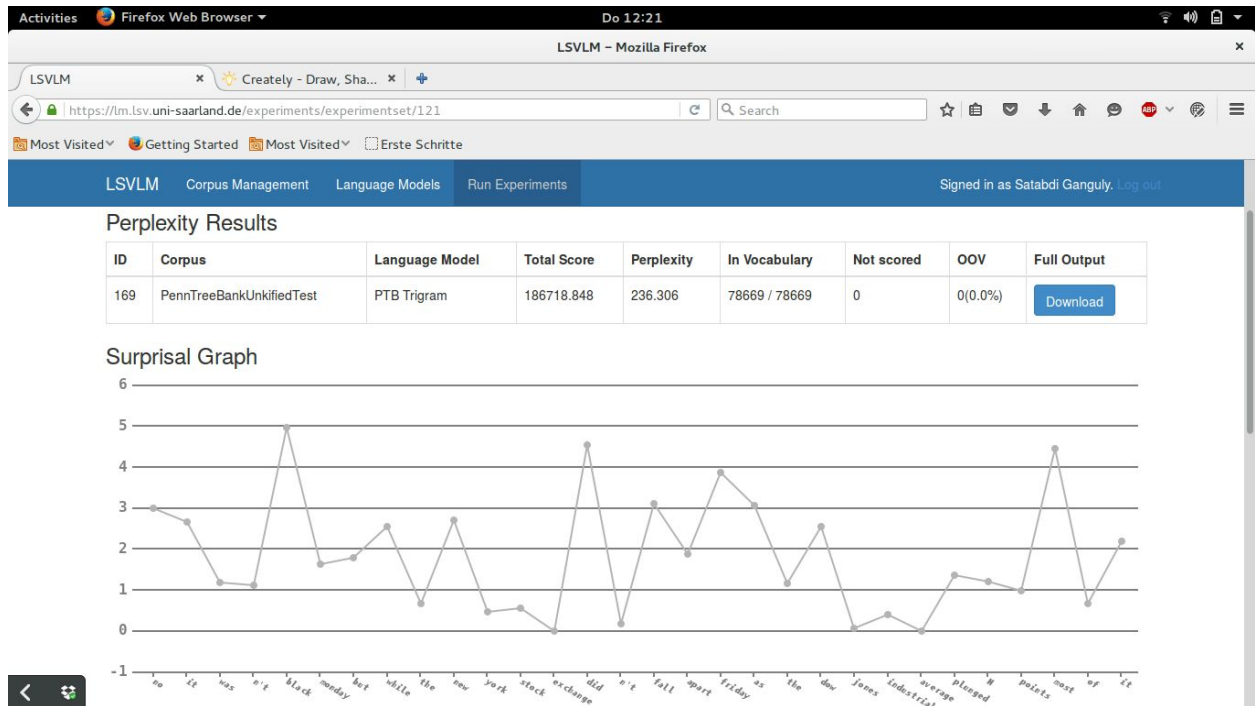 Activities Firefox Web Browser Do 12:21
LSVLM – Mozilla Firefox ×
LSVLM × Creately - Draw, Sha... ×
https://lm.lsv.uni-saarland.de/experiments/experimentset/121 Search ABP
Most Visited Getting Started Most Visited Erste Schritte
LSVLM Corpus Management Language Models Run Experiments Signed in as Satabdi Ganguly. Log out
Perplexity Results
ID Corpus Language Model Total Score Perplexity In Vocabulary Not scored OOV Full Output
169 PennTreeBankUnkifiedTest PTB Trigram 186718.848 236.306 78669 / 78669 0 0(0.0%) Download
Surprisal Graph
6
5
4
3
2
1
0
-1
no it was n't black monday but while the new york stock exchange did n't fall apart friday as the dow jones industrial average plunged N points most of it